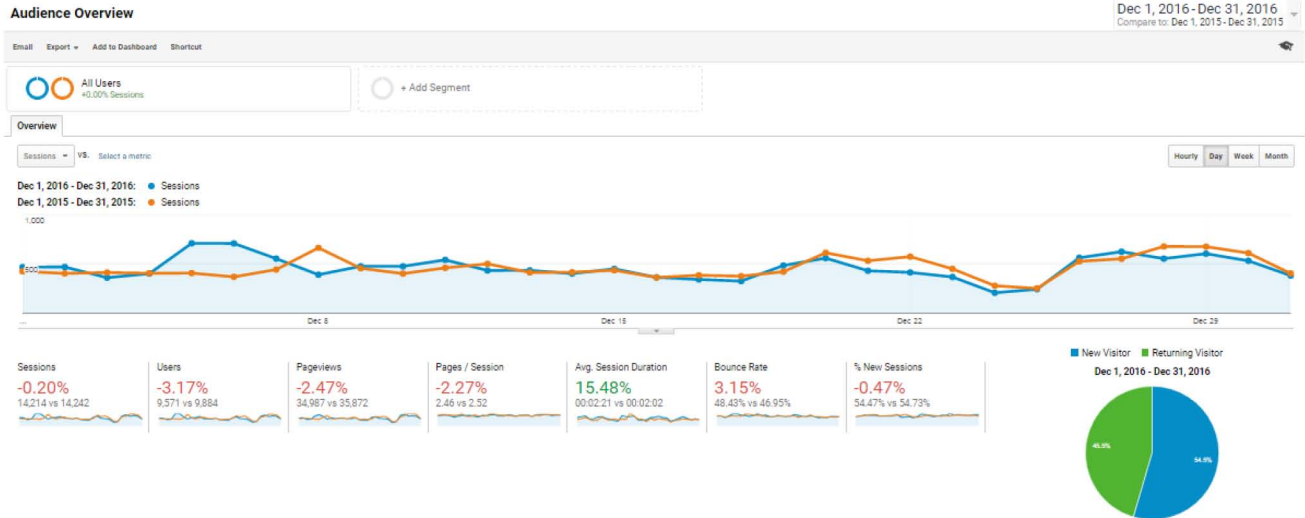 Audience Overview
Dec 1, 2016 - Dec 31, 2016
Compare to: Dec 1, 2015 - Dec 31, 2015
Email Export Add to Dashboard Shortcut
All Users
+0.00% Sessions
+ Add Segment
Overview
Sessions VS. Select a metric
Hourly Day Week Month
Dec 1, 2016 - Dec 31, 2016: Sessions
Dec 1, 2015 - Dec 31, 2015: Sessions
1,000
500
... Dec 8 Dec 15 Dec 22 Dec 29
Sessions
-0.20%
14,214 vs 14,242
Users
-3.17%
9,571 vs 9,884
Pageviews
-2.47%
34,987 vs 35,872
Pages / Session
-2.27%
2.46 vs 2.52
Avg. Session Duration
15.48%
00:02:21 vs 00:02:02
Bounce Rate
3.15%
48.43% vs 46.95%
% New Sessions
-0.47%
54.47% vs 54.73%
New Visitor Returning Visitor
Dec 1, 2016 - Dec 31, 2016
45.5%
54.5%